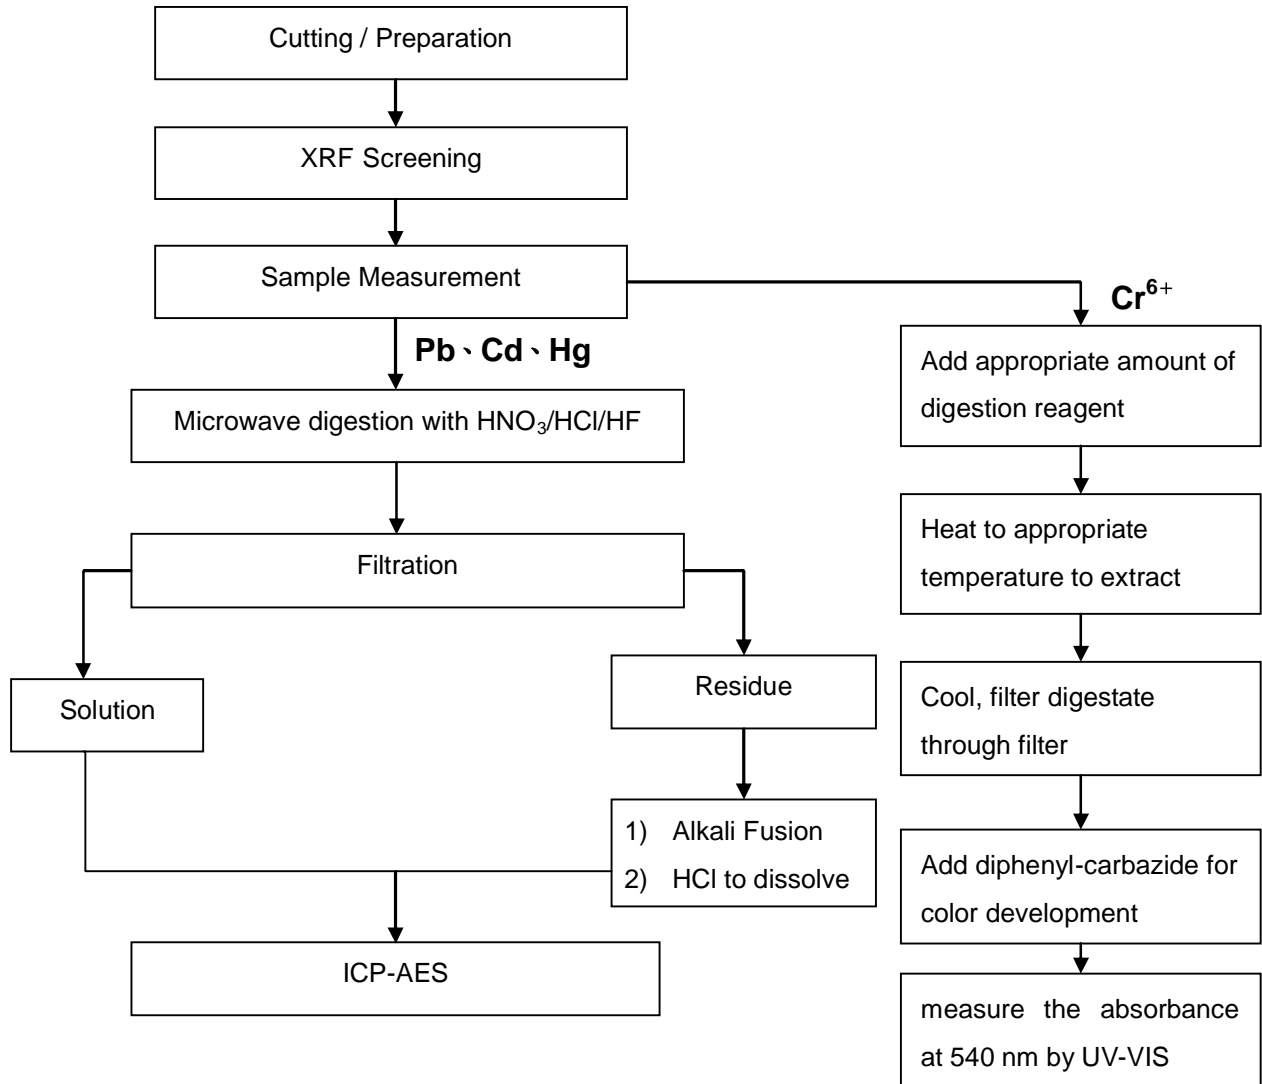 Cutting / Preparation
XRF Screening
Sample Measurement
Cr⁶⁺
Pb、Cd、Hg
Add appropriate amount of
digestion reagent
Microwave digestion with HNO₃/HCl/HF
Heat to appropriate
temperature to extract
Filtration
Solution
Residue
Cool, filter digestate
through filter
1) Alkali Fusion
2) HCl to dissolve
Add diphenyl-carbazide for
color development
ICP-AES
measure the absorbance
at 540 nm by UV-VIS